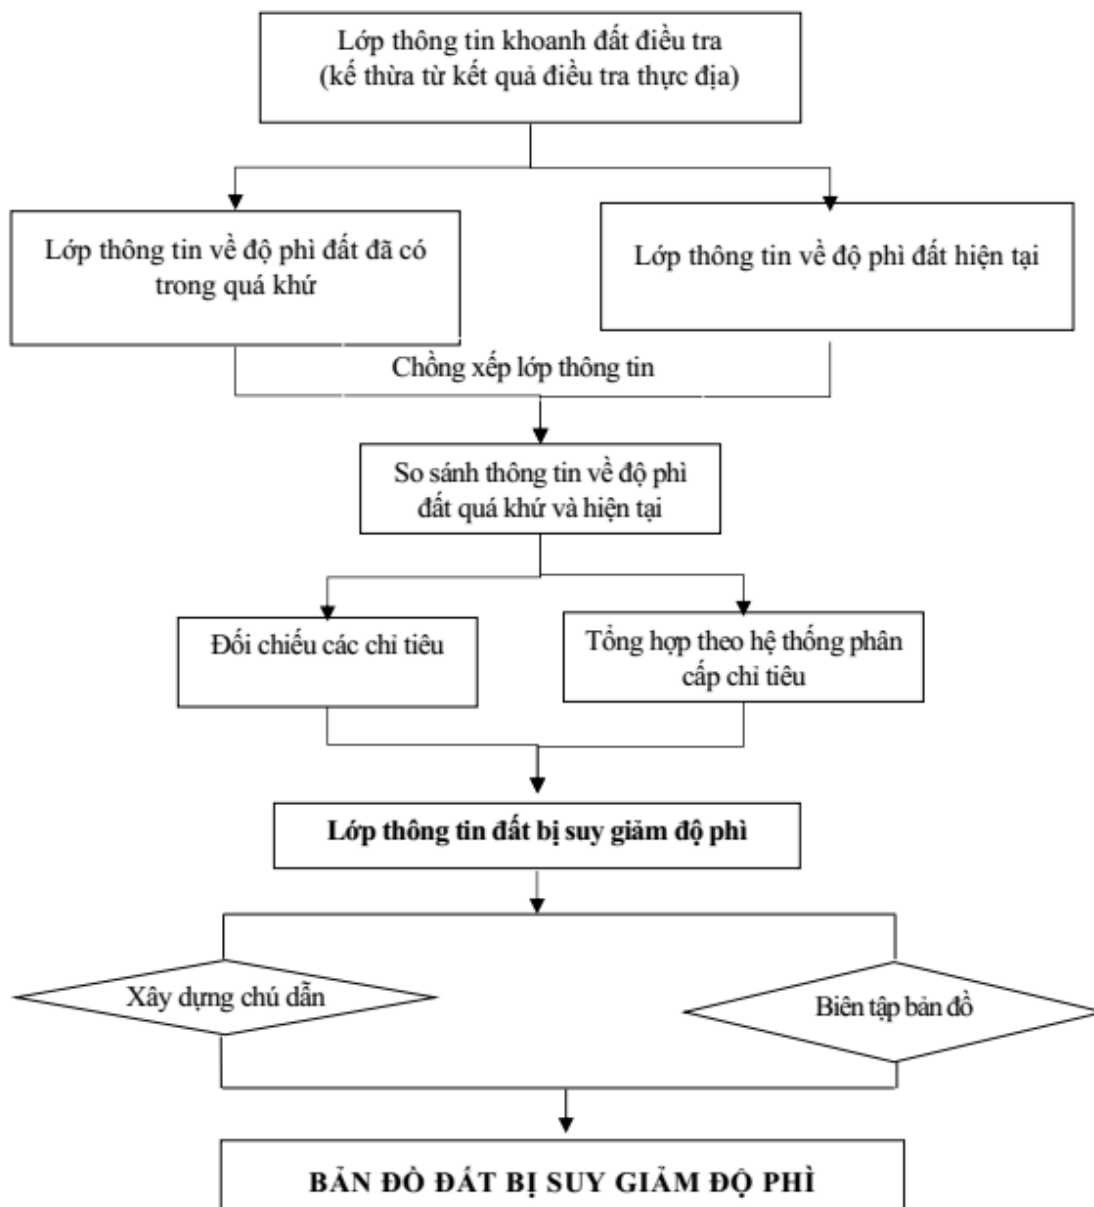 Lớp thông tin khoanh đất điều tra
(kế thừa từ kết quả điều tra thực địa)
Lớp thông tin về độ phì đất đã có
trong quá khứ
Lớp thông tin về độ phì đất hiện tại
Chồng xếp lớp thông tin
So sánh thông tin về độ phì
đất quá khứ và hiện tại
Đối chiếu các chỉ tiêu
Tổng hợp theo hệ thống phân
cấp chỉ tiêu
Lớp thông tin đất bị suy giảm độ phì
Xây dựng chú dẫn
Biên tập bản đồ
BẢN ĐỒ ĐẤT BỊ SUY GIẢM ĐỘ PHÌ